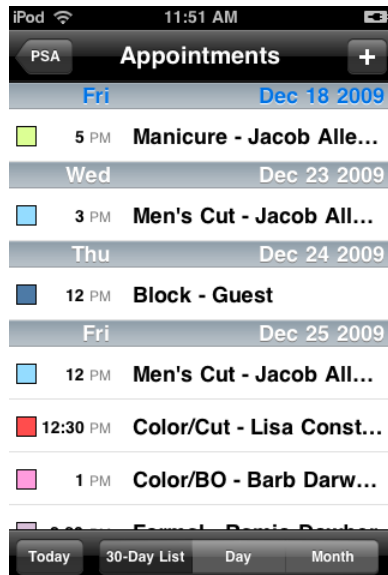 iPod 11:51 AM
PSA Appointments +
Fri Dec 18 2009
5 PM Manicure - Jacob Alle...
Wed Dec 23 2009
3 PM Men's Cut - Jacob All...
Thu Dec 24 2009
12 PM Block - Guest
Fri Dec 25 2009
12 PM Men's Cut - Jacob All...
12:30 PM Color/Cut - Lisa Const...
1 PM Color/BO - Barb Darw...
Today 30-Day List Day Month